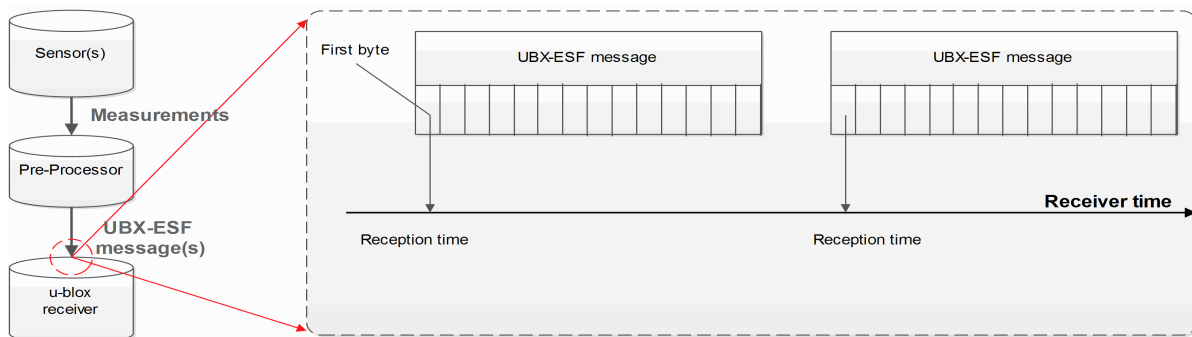 Sensor(s)
Measurements
Pre-Processor
UBX-ESF
message(s)
u-blox
receiver
First byte
UBX-ESF message
UBX-ESF message
Receiver time
Reception time
Reception time